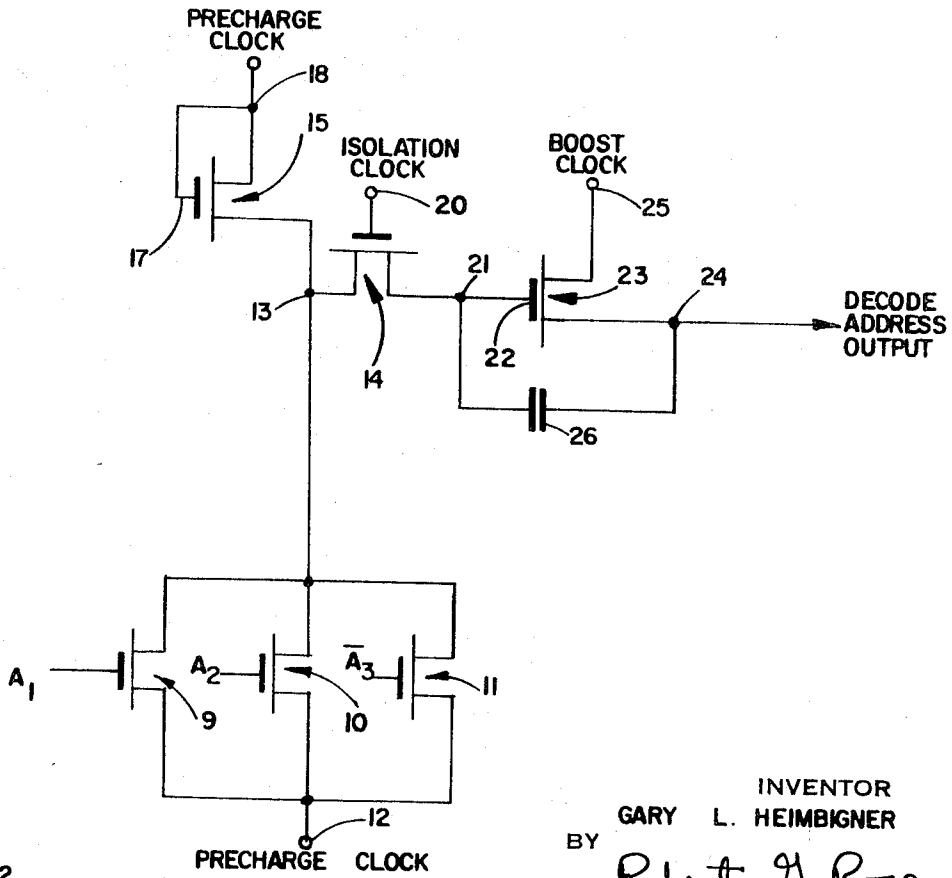 PRECHARGE
CLOCK
18
15
ISOLATION
CLOCK
20
BOOST
CLOCK
25
17
13
14
21
22
23
24
DECODE
ADDRESS
OUTPUT
26
A1
9
A2
10
A̅3
11
12
PRECHARGE CLOCK
INVENTOR
GARY L. HEIMBIGNER
BY